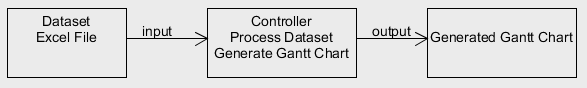 Dataset
Excel File
input
Controller
Process Dataset
Generate Gantt Chart
output
Generated Gantt Chart